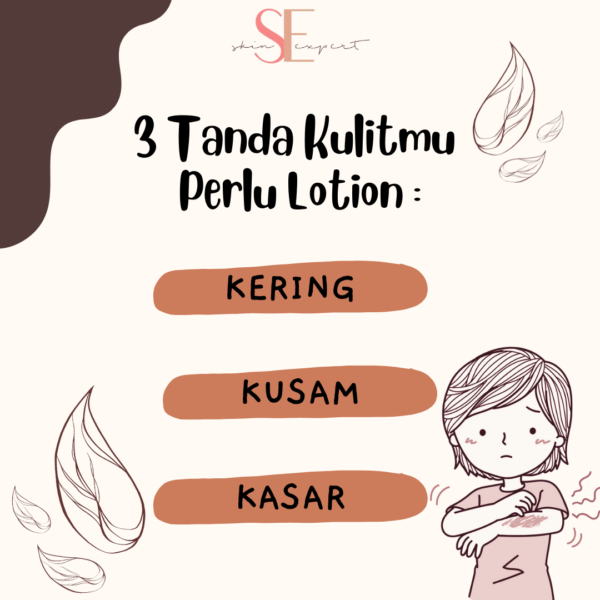 SE
skin expert
3 Tanda Kulitmu
Perlu Lotion :
KERING
KUSAM
KASAR